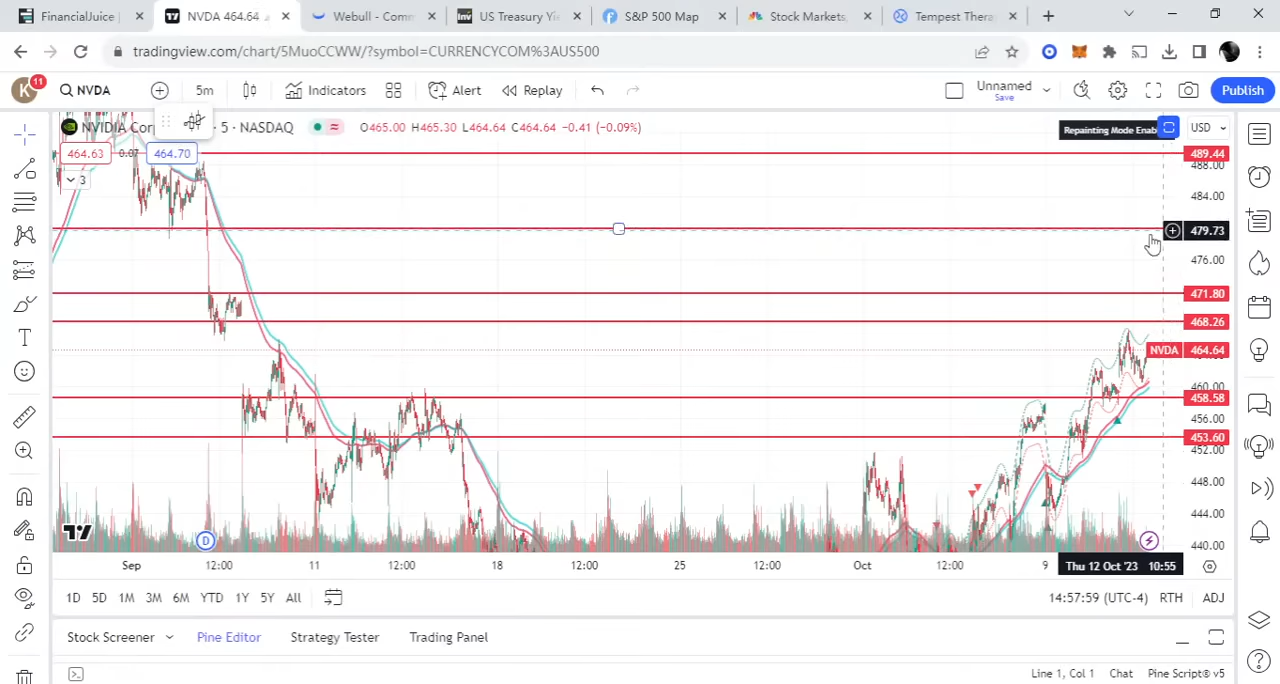 FinancialJuice
NVDA 464.64
Webull - Comm
US Treasury Yie
S&P 500 Map
Stock Markets,
Tempest Thera
tradingview.com/chart/5MuoCCWW/?symbol=CURRENCYCOM%3AUS500
K
11
NVDA
5m
Indicators
Alert
Replay
Unnamed
Save
Publish
NVIDIA Cor
· 5 · NASDAQ
O465.00 H465.30 L464.64 C464.64 -0.41 (-0.09%)
Repainting Mode Enab
USD
464.63
0.07
464.70
3
489.44
488.00
484.00
479.73
476.00
471.80
468.26
NVDA 464.64
460.00
458.58
456.00
453.60
452.00
448.00
444.00
440.00
D
Sep
12:00
11
12:00
18
12:00
25
12:00
Oct
12:00
9
Thu 12 Oct '23 10:55
1D
5D
1M
3M
6M
YTD
1Y
5Y
All
14:57:59 (UTC-4)
RTH
ADJ
Stock Screener
Pine Editor
Strategy Tester
Trading Panel
Line 1, Col 1
Chat
Pine Script® v5